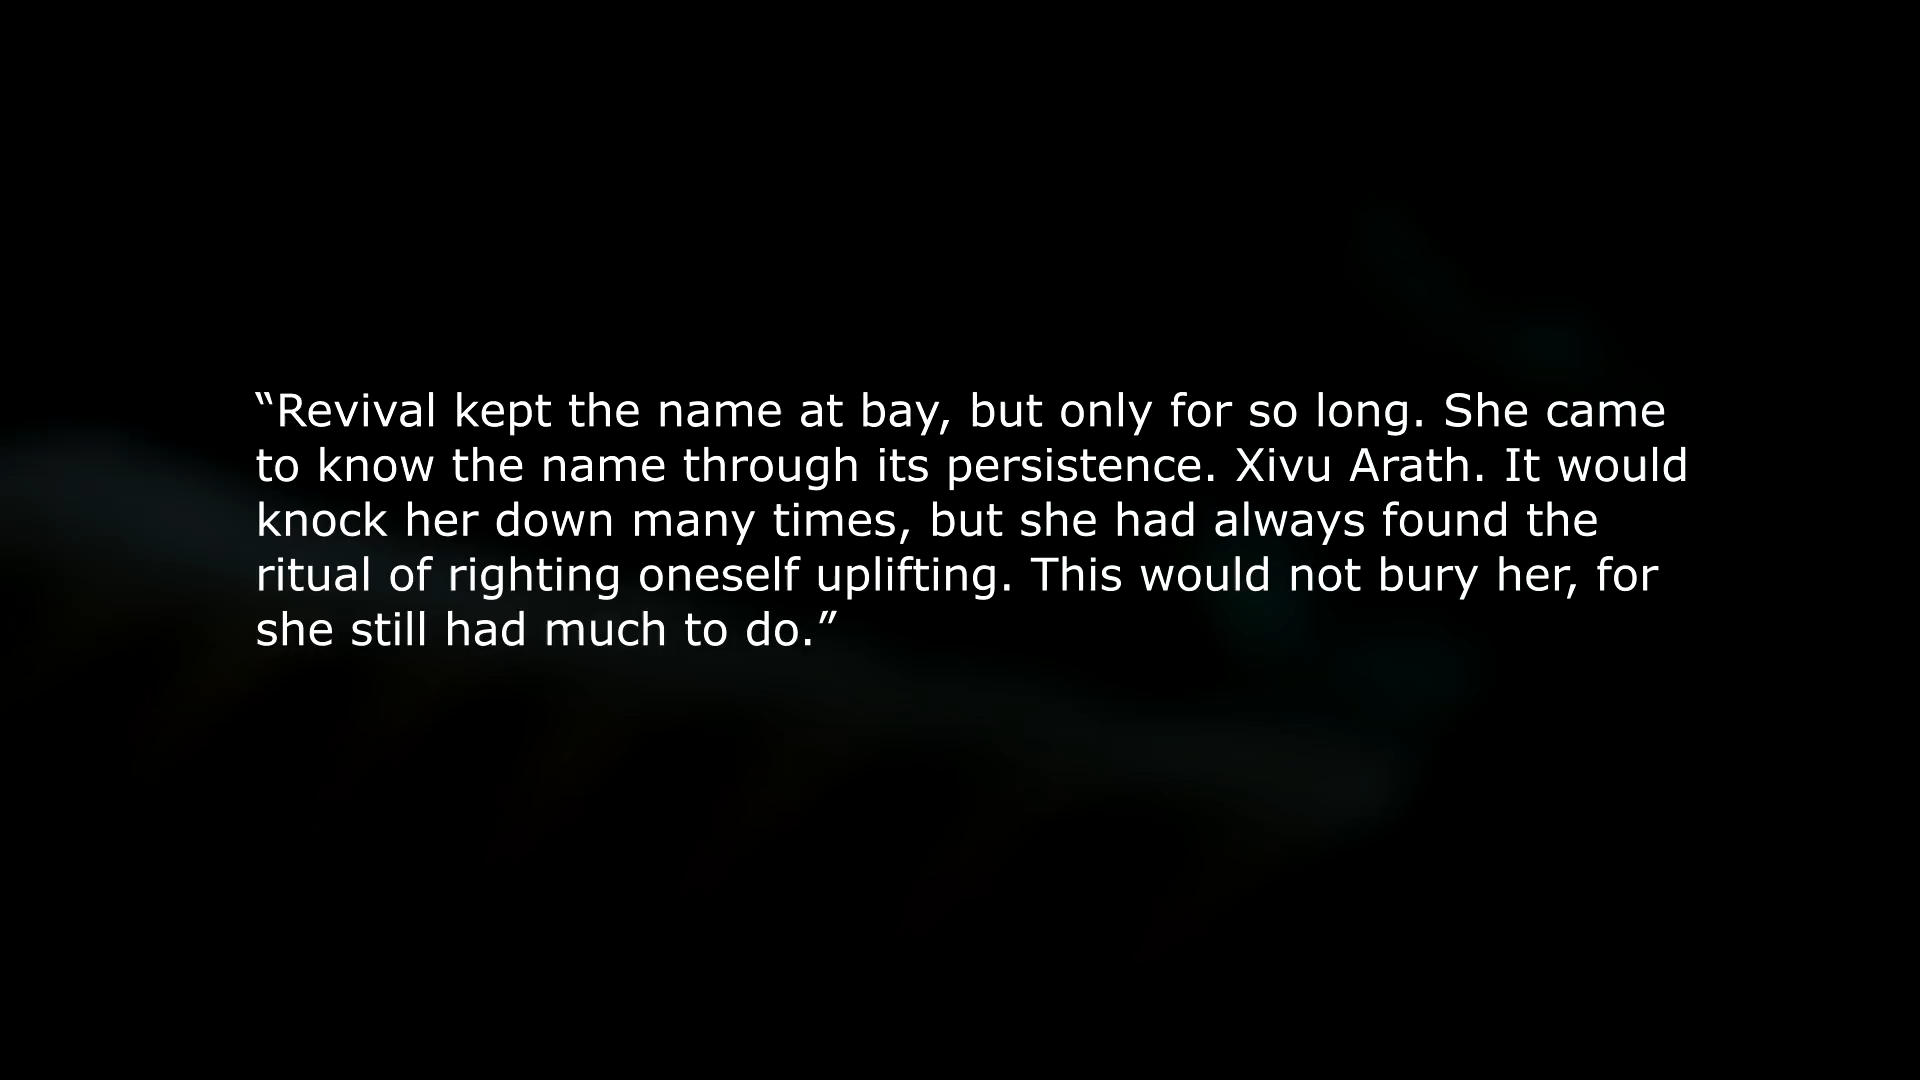 “Revival kept the name at bay, but only for so long. She came
to know the name through its persistence. Xivu Arath. It would
knock her down many times, but she had always found the
ritual of righting oneself uplifting. This would not bury her, for
she still had much to do.”